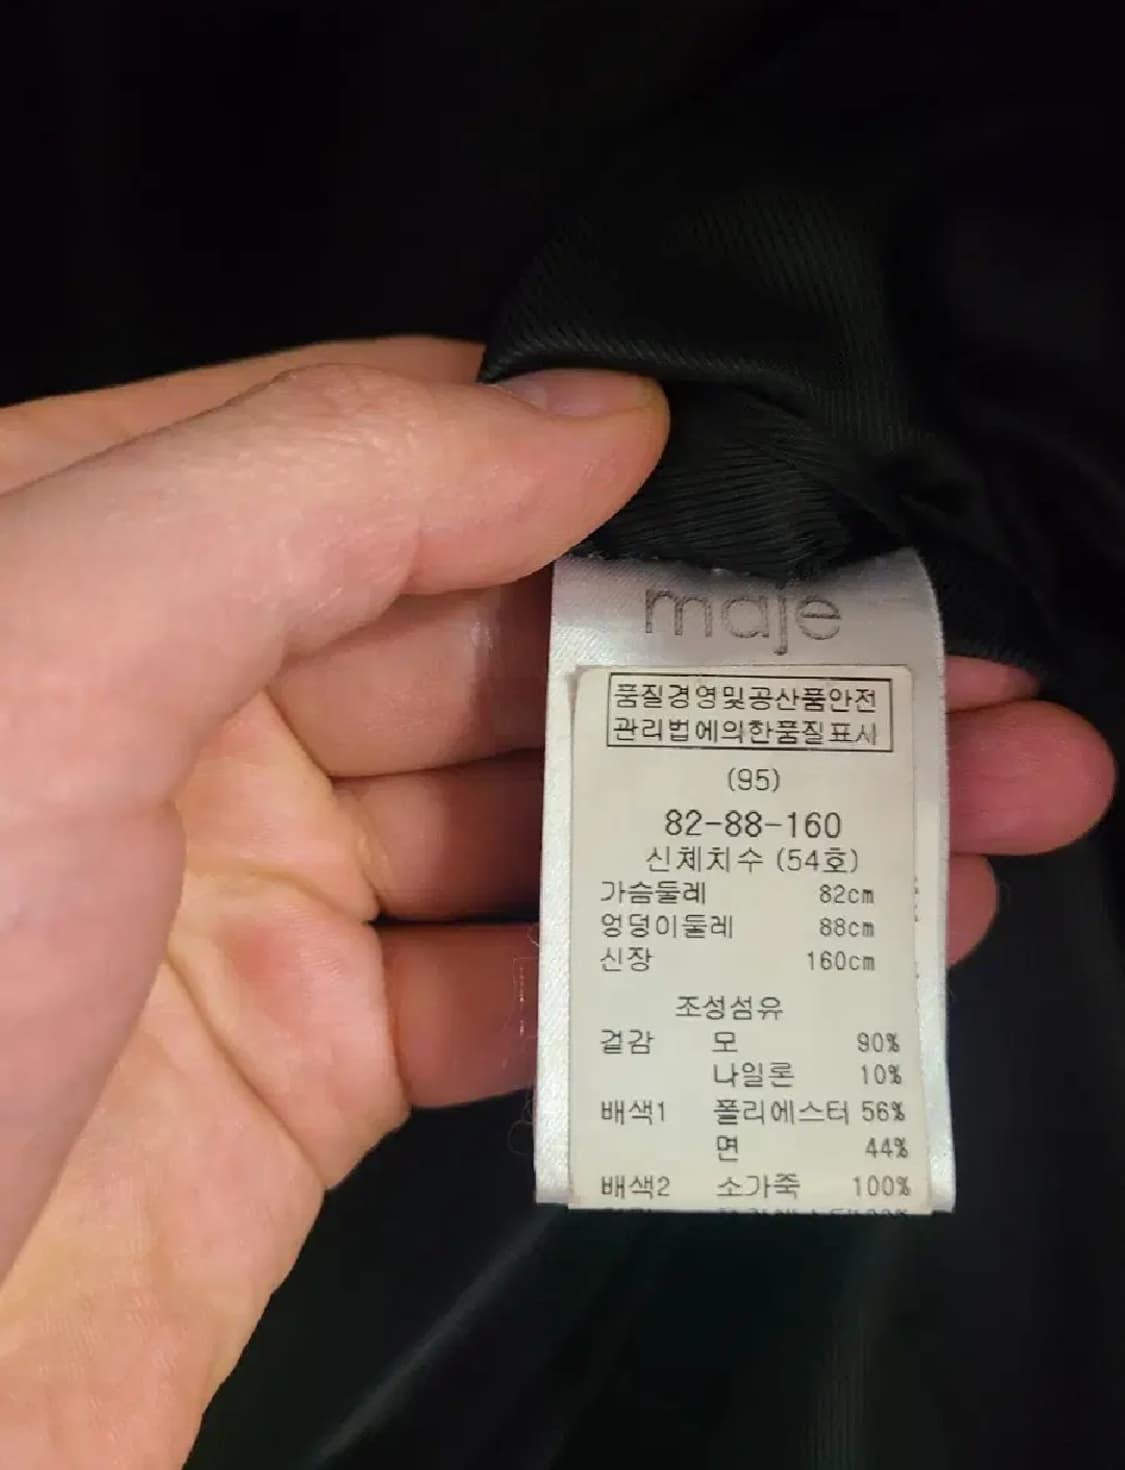 maje
품질경영및공산품안전
관리법에의한품질표시
(95)
82-88-160
신체치수 (54호)
가슴둘레 82cm
엉덩이둘레 88cm
신장 160cm
조성섬유
겉감 모 90%
나일론 10%
배색1 폴리에스터 56%
면 44%
배색2 소가죽 100%